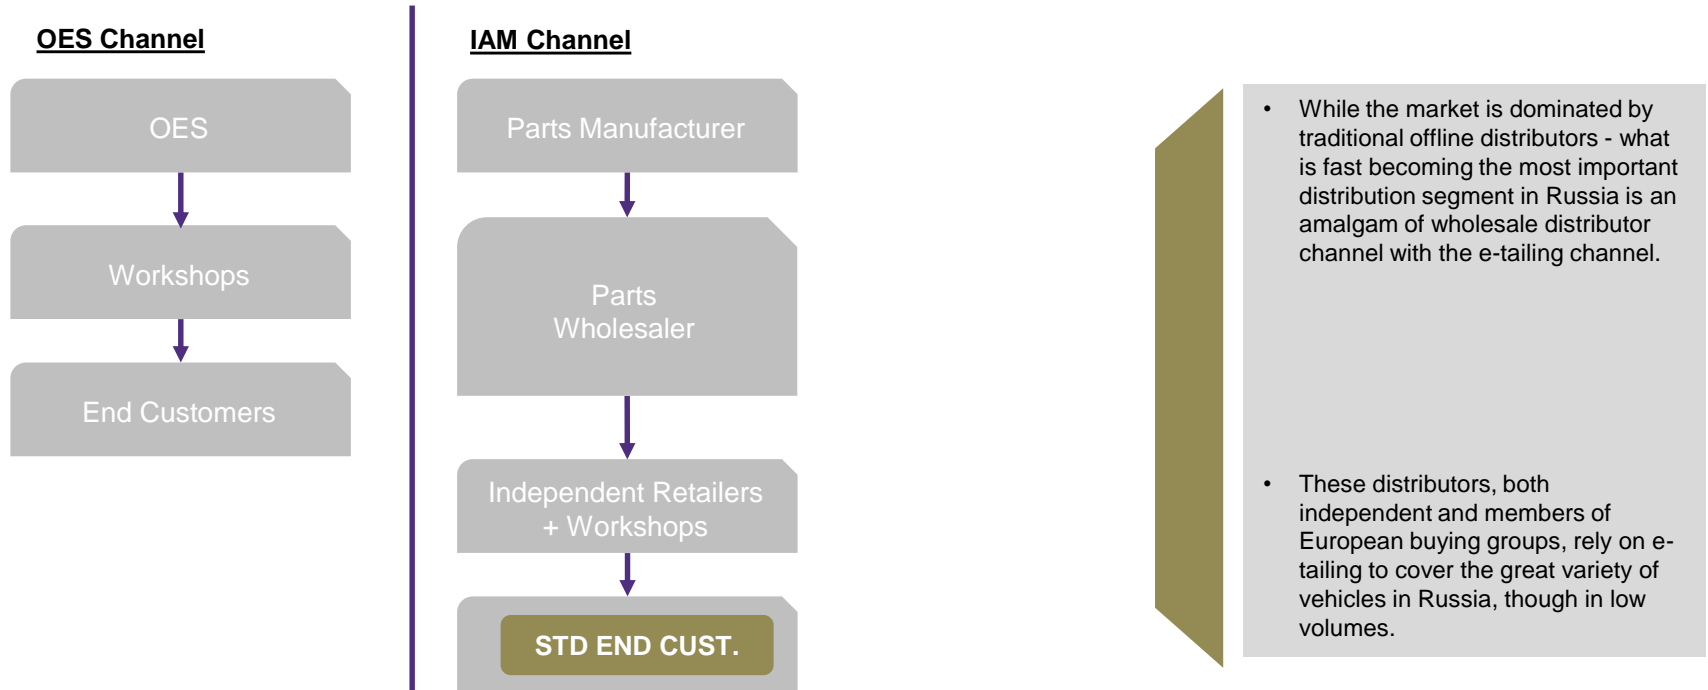 OES Channel
OES
Workshops
End Customers
IAM Channel
Parts Manufacturer
Parts
Wholesaler
Independent Retailers
+ Workshops
STD END CUST.
• While the market is dominated by
traditional offline distributors - what
is fast becoming the most important
distribution segment in Russia is an
amalgam of wholesale distributor
channel with the e-tailing channel.
• These distributors, both
independent and members of
European buying groups, rely on e-
tailing to cover the great variety of
vehicles in Russia, though in low
volumes.